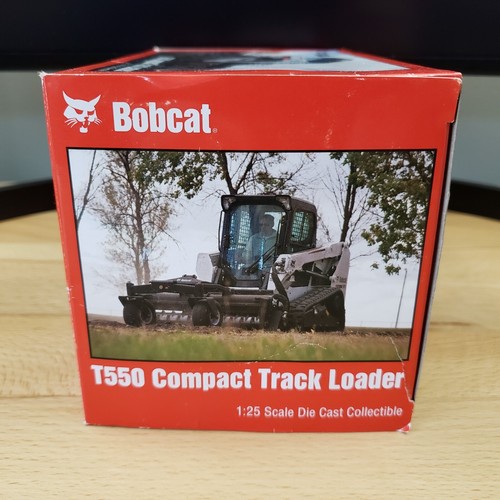 Bobcat
T550 Compact Track Loader
1:25 Scale Die Cast Collectible